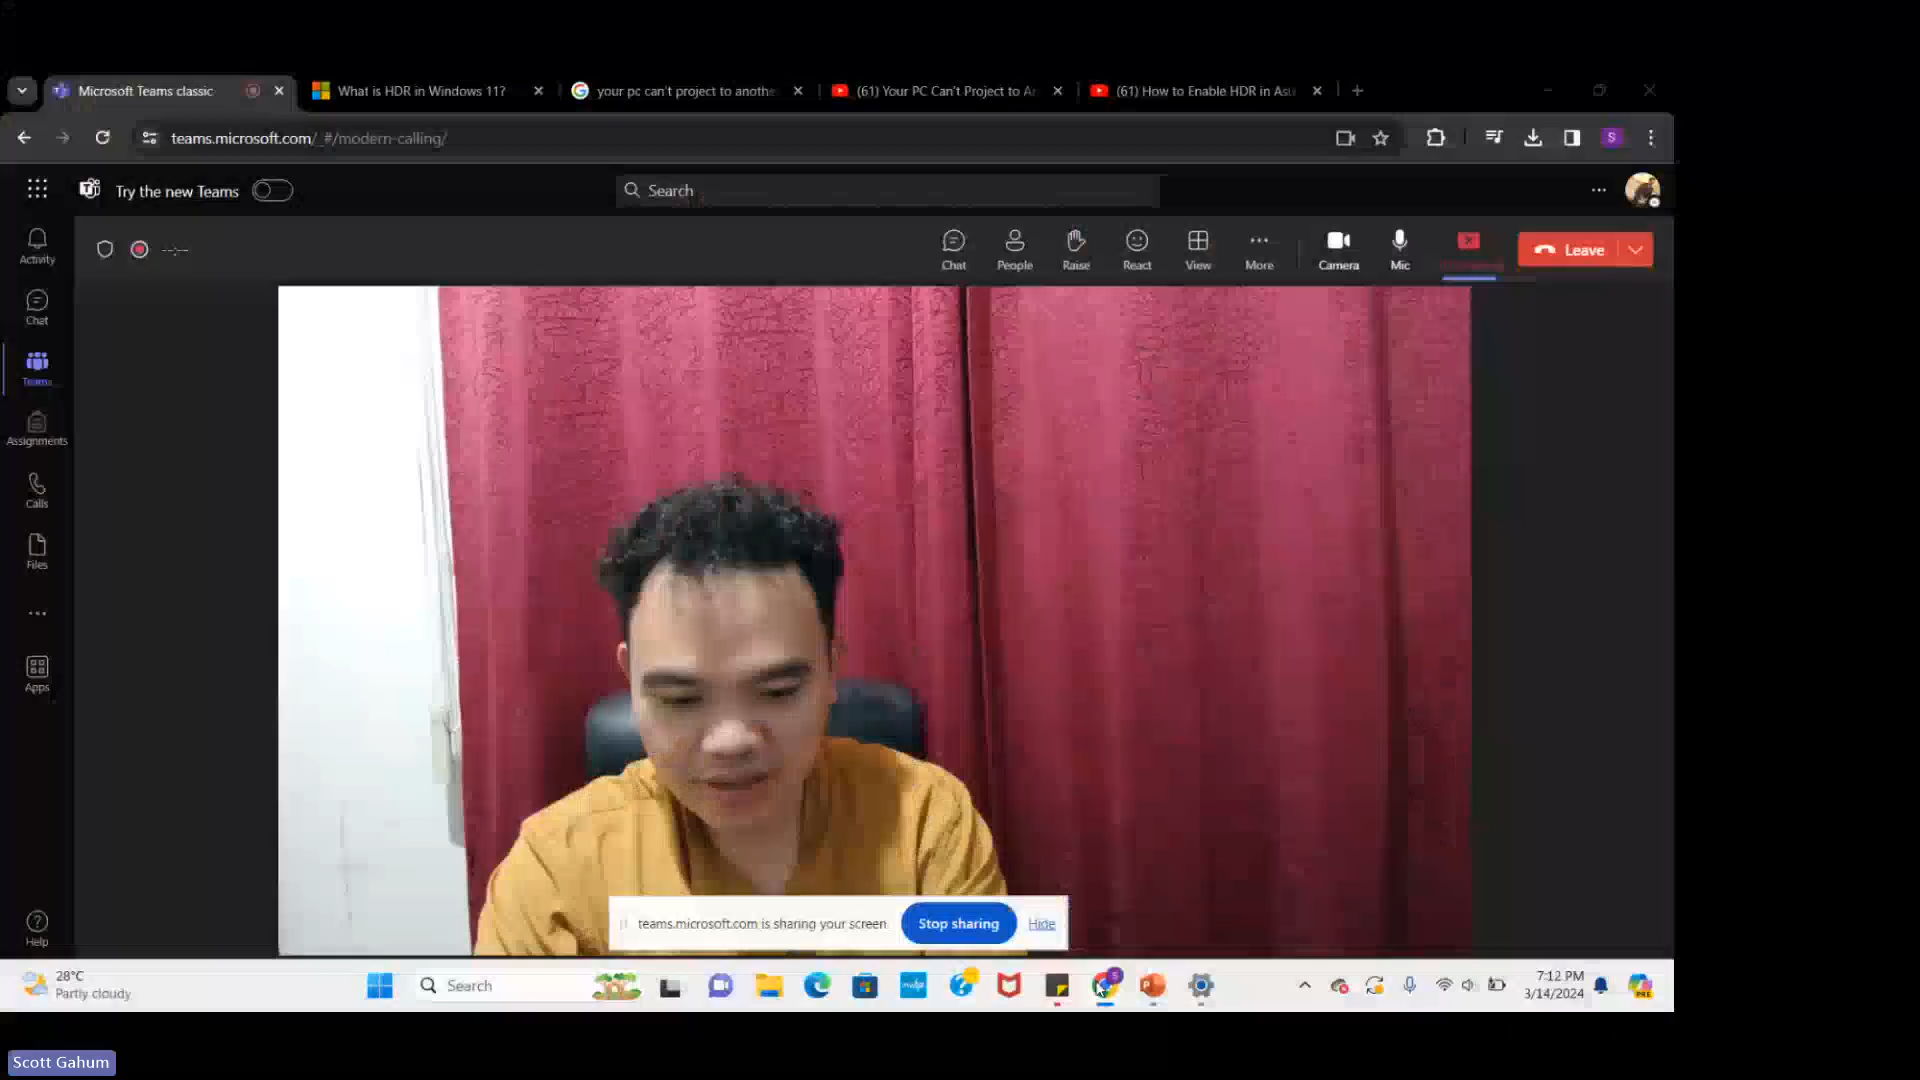 Microsoft Teams classic
What is HDR in Windows 11?
your pc can't project to anothe
(61) Your PC Can't Project to Ar
(61) How to Enable HDR in Asu
teams.microsoft.com/_#/modern-calling/
S
Try the new Teams
Search
--:--
Chat
People
Raise
React
View
More
Camera
Mic
Leave
Activity
Chat
Teams
Assignments
Calls
Files
Apps
Help
teams.microsoft.com is sharing your screen
Stop sharing
Hide
28°C
Partly cloudy
Search
7:12 PM
3/14/2024
PRE
Scott Gahum